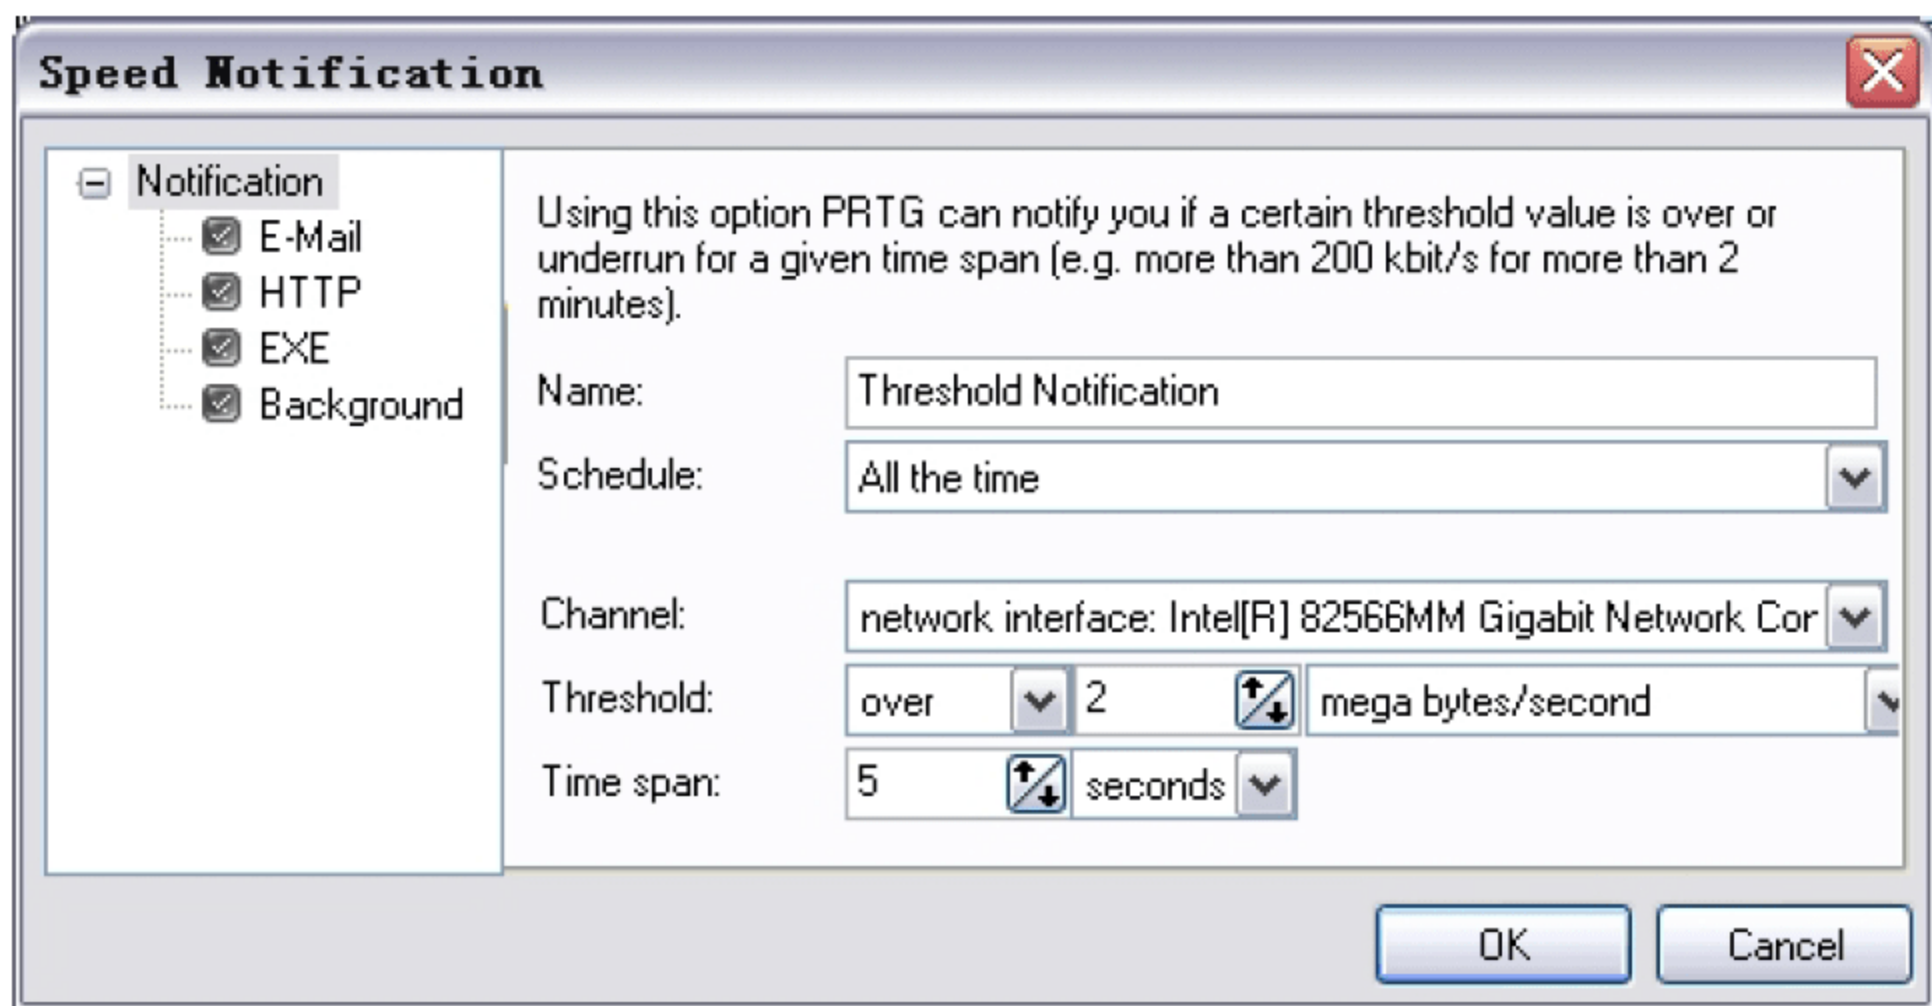 Speed Notification
Notification
E-Mail
HTTP
EXE
Background
Using this option PRTG can notify you if a certain threshold value is over or
underrun for a given time span (e.g. more than 200 kbit/s for more than 2
minutes).
Name: Threshold Notification
Schedule: All the time
Channel: network interface: Intel[R] 82566MM Gigabit Network Cor
Threshold: over 2 mega bytes/second
Time span: 5 seconds
OK Cancel